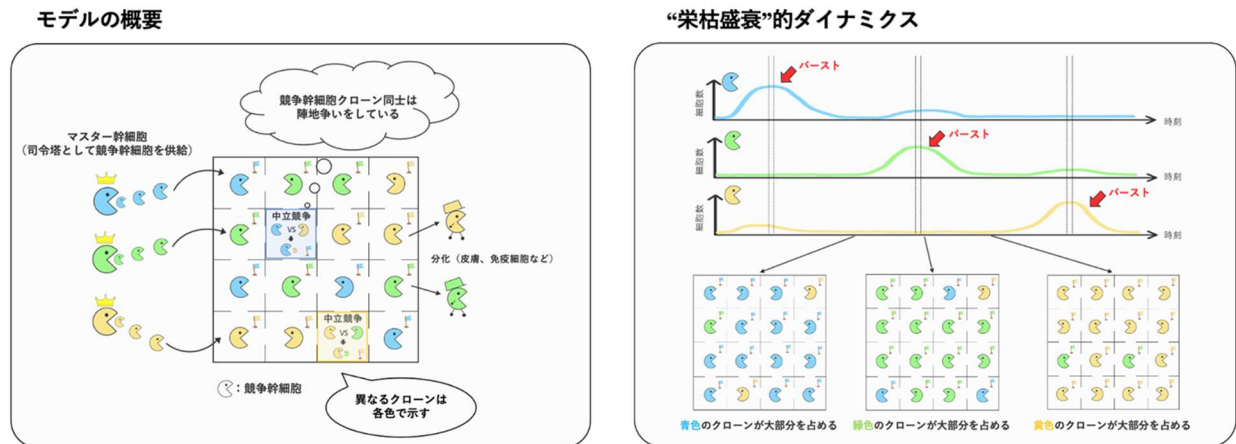 モデルの概要
競争幹細胞クローン同士は
陣地争いをしている
マスター幹細胞
（司令塔として競争幹細胞を供給）
中立競争
VS
分化（皮膚、免疫細胞など）
中立競争
VS
：競争幹細胞
異なるクローンは
各色で示す
“栄枯盛衰”的ダイナミクス
バースト
細胞数
時刻
バースト
細胞数
時刻
バースト
細胞数
時刻
青色のクローンが大部分を占める
緑色のクローンが大部分を占める
黄色のクローンが大部分を占める